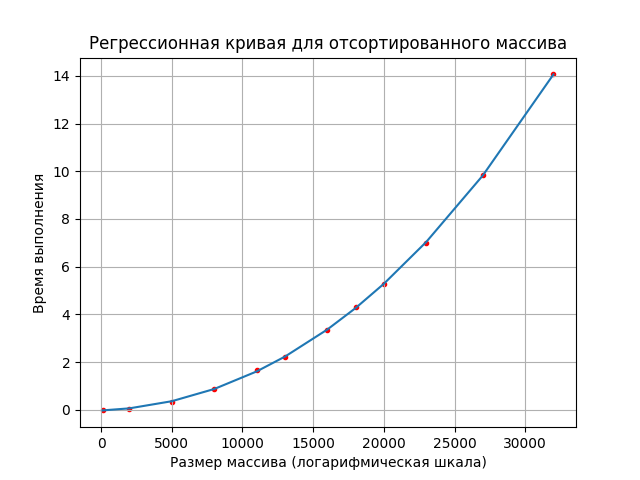 Регрессионная кривая для отсортированного массива
14
12
10
8
6
4
2
0
Время выполнения
0 5000 10000 15000 20000 25000 30000
Размер массива (логарифмическая шкала)